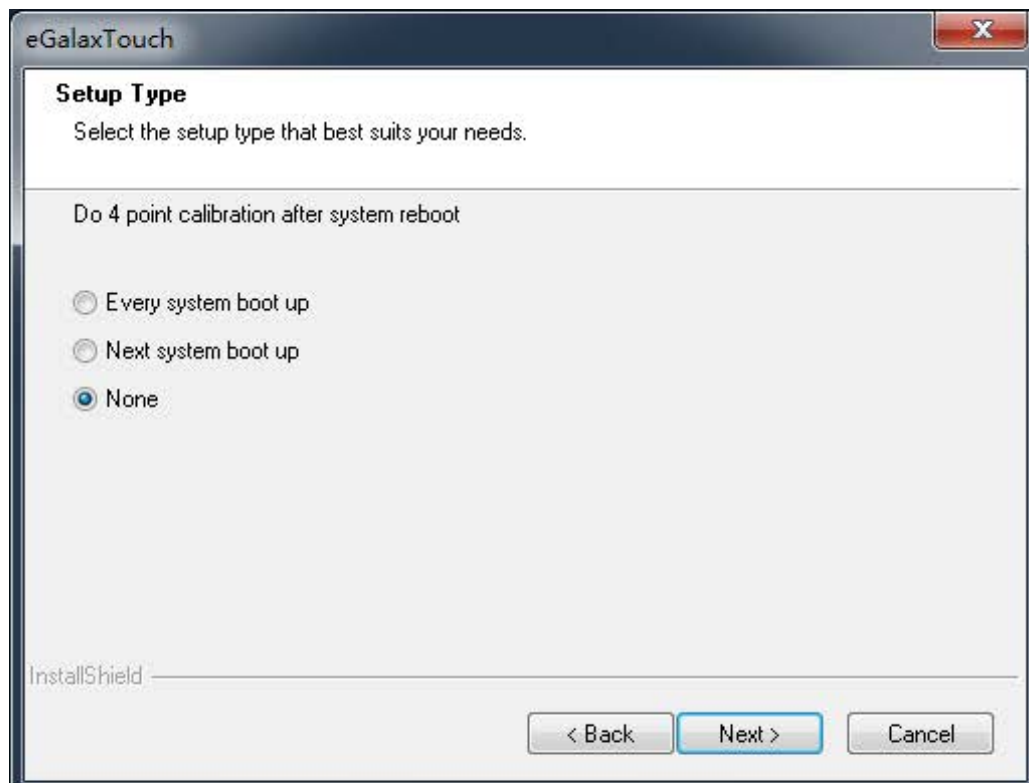 eGalaxTouch
Setup Type
Select the setup type that best suits your needs.
Do 4 point calibration after system reboot
Every system boot up
Next system boot up
None
InstallShield
< Back Next > Cancel